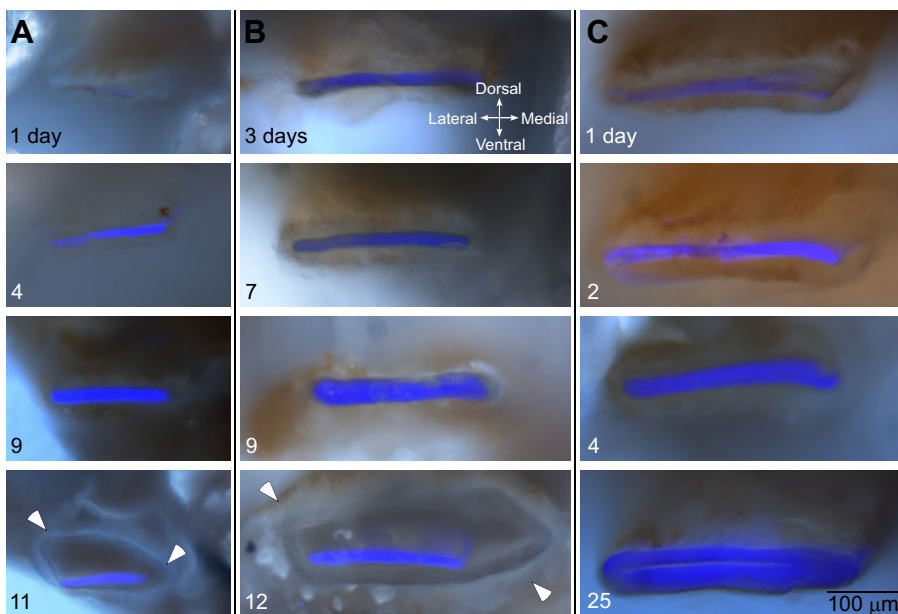 A
1 day
4
9
11
B
3 days
Dorsal
Lateral Medial
Ventral
7
9
12
C
1 day
2
4
25
100 μm